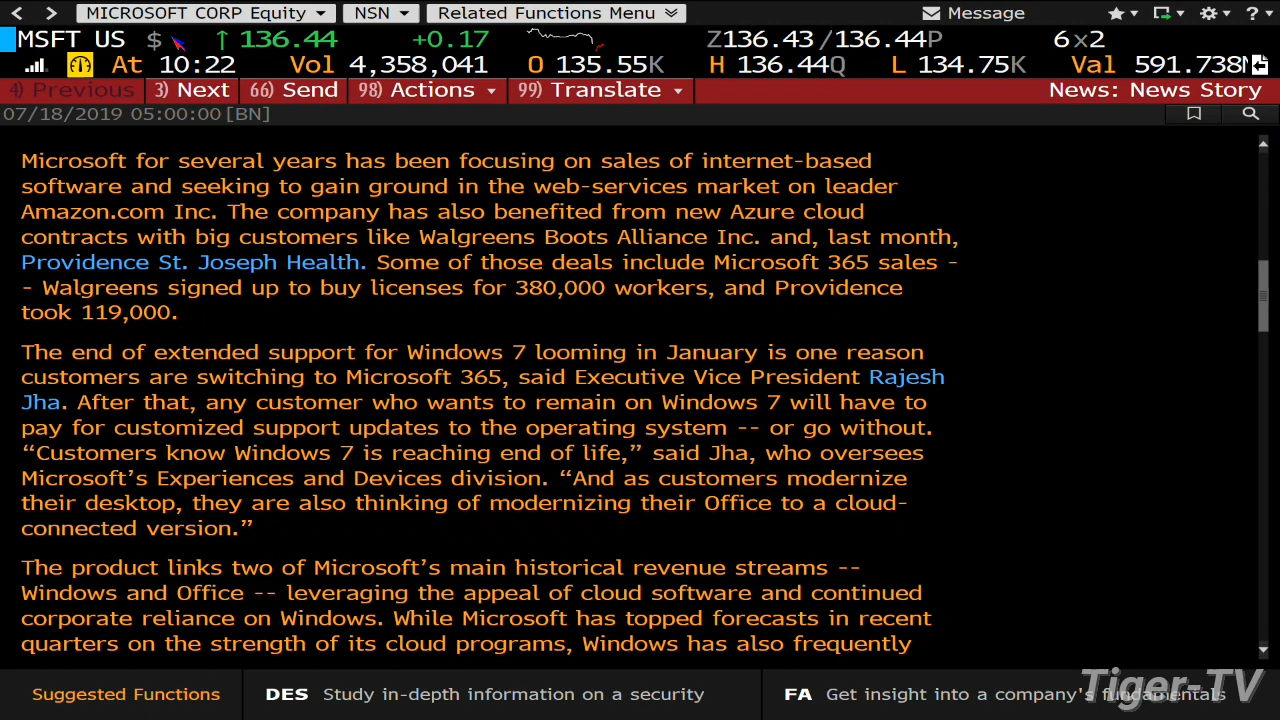 MICROSOFT CORP Equity NSN Related Functions Menu Message ?
MSFT US $ ↑ 136.44 +0.17 Z136.43 /136.44P 6x2
At 10:22 Vol 4,358,041 O 135.55K H 136.44Q L 134.75K Val 591.738M
4) Previous 3) Next 66) Send 98) Actions 99) Translate News: News Story
07/18/2019 05:00:00 [BN]
Microsoft for several years has been focusing on sales of internet-based
software and seeking to gain ground in the web-services market on leader
Amazon.com Inc. The company has also benefited from new Azure cloud
contracts with big customers like Walgreens Boots Alliance Inc. and, last month,
Providence St. Joseph Health. Some of those deals include Microsoft 365 sales -
- Walgreens signed up to buy licenses for 380,000 workers, and Providence
took 119,000.
The end of extended support for Windows 7 looming in January is one reason
customers are switching to Microsoft 365, said Executive Vice President Rajesh
Jha. After that, any customer who wants to remain on Windows 7 will have to
pay for customized support updates to the operating system -- or go without.
“Customers know Windows 7 is reaching end of life,” said Jha, who oversees
Microsoft’s Experiences and Devices division. “And as customers modernize
their desktop, they are also thinking of modernizing their Office to a cloud-
connected version.”
The product links two of Microsoft’s main historical revenue streams --
Windows and Office -- leveraging the appeal of cloud software and continued
corporate reliance on Windows. While Microsoft has topped forecasts in recent
quarters on the strength of its cloud programs, Windows has also frequently
Suggested Functions DES Study in-depth information on a security FA Get insight into a company's fundamentals
Tiger-TV